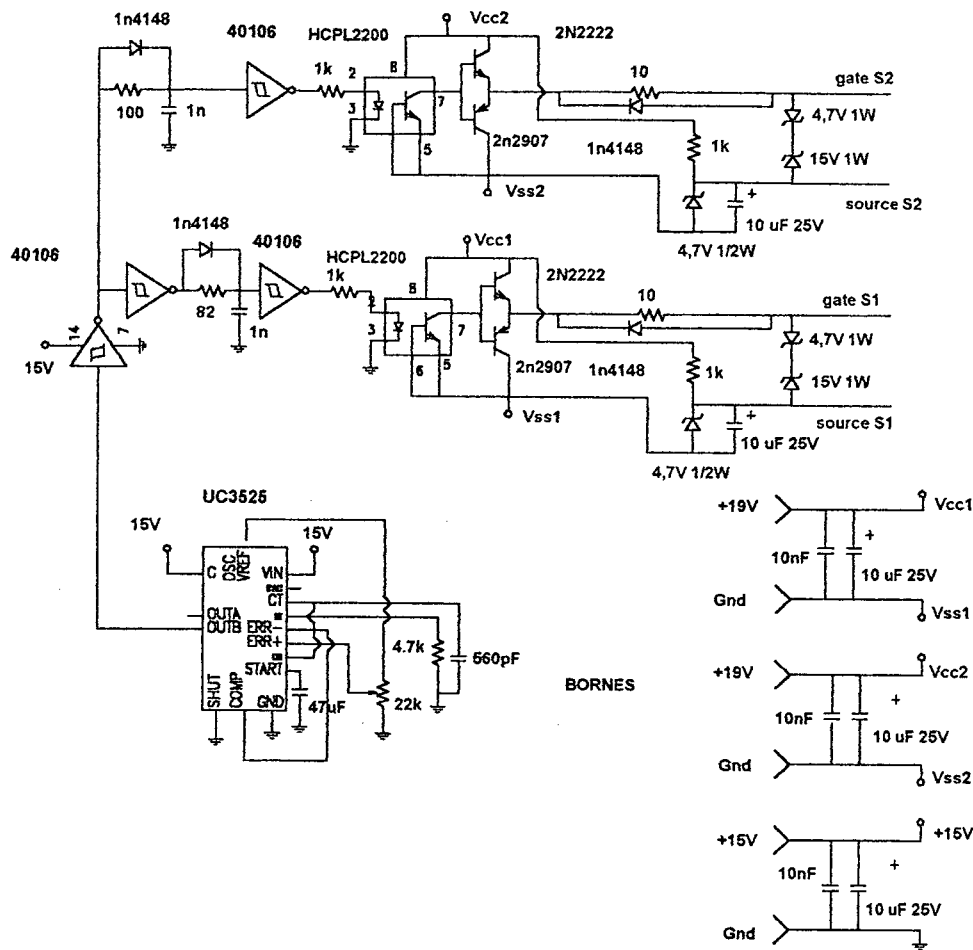 1n4148
40106
HCPL2200
Vcc2
2N2222
1k
2
8
10
gate S2
100
1n
3
7
4,7V 1W
5
2n2907
1n4148
1k
15V 1W
Vss2
+
source S2
10 uF 25V
4,7V 1/2W
1n4148
40106
40106
HCPL2200
Vcc1
2N2222
1k
2
8
10
gate S1
82
1n
3
7
4,7V 1W
14
7
6
5
2n2907
1n4148
1k
15V 1W
15V
Vss1
+
source S1
10 uF 25V
4,7V 1/2W
UC3525
15V
15V
C
OSC
VREF
VIN
CT
OUTA
OUTB
ERR-
ERR+
START
SHUT
COMP
GND
4.7k
560pF
47uF
22k
BORNES
+19V
Vcc1
10nF
+
10 uF 25V
Gnd
Vss1
+19V
Vcc2
10nF
+
10 uF 25V
Gnd
Vss2
+15V
+15V
10nF
+
10 uF 25V
Gnd